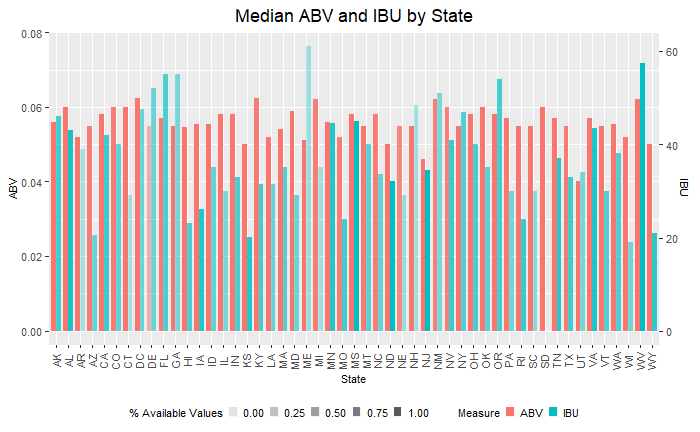 Median ABV and IBU by State
0.08
0.06
0.04
0.02
0.00
ABV
60
40
20
0
IBU
AK AL AR AZ CA CO CT DC DE FL GA HI IA ID IL IN KS KY LA MA MD ME MI MN MO MS MT NC ND NE NH NJ NM NV NY OH OK OR PA RI SC SD TN TX UT VA VT WA WI WV WY
State
% Available Values 0.00 0.25 0.50 0.75 1.00 Measure ABV IBU